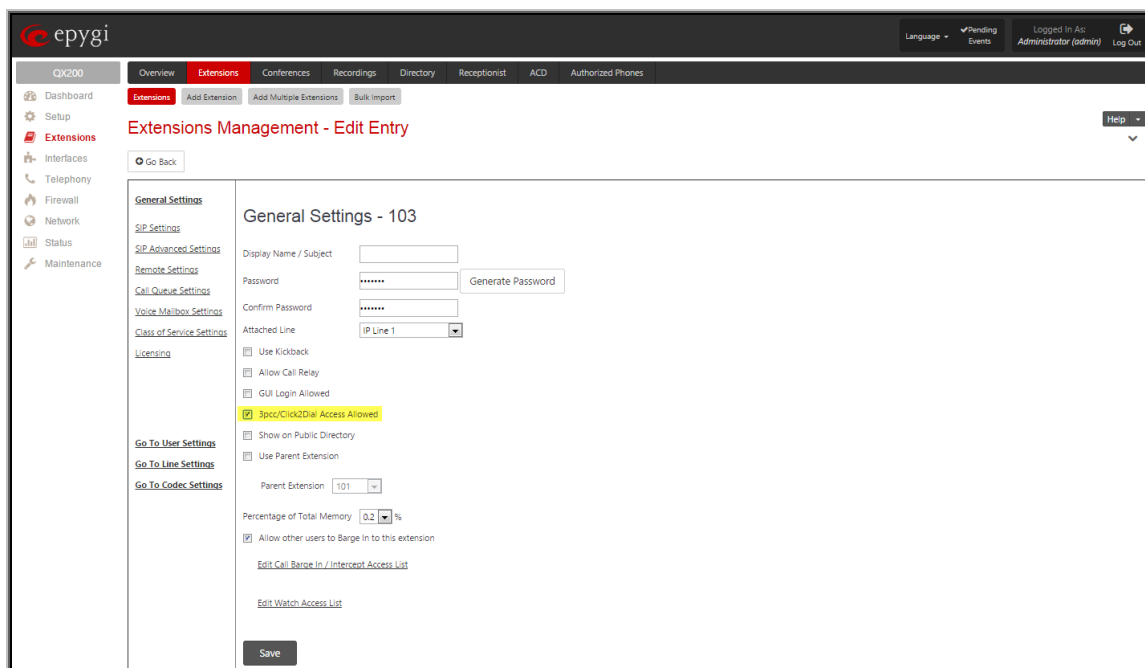 epygi
Language
Pending Events
Logged In As:
Administrator (admin)
Log Out
QX200
Overview Extensions Conferences Recordings Directory Receptionist ACD Authorized Phones
Dashboard
Setup
Extensions
Interfaces
Telephony
Firewall
Network
Status
Maintenance
Extensions Add Extension Add Multiple Extensions Bulk Import
Extensions Management - Edit Entry
Help
Go Back
General Settings
SIP Settings
SIP Advanced Settings
Remote Settings
Call Queue Settings
Voice Mailbox Settings
Class of Service Settings
Licensing
Go To User Settings
Go To Line Settings
Go To Codec Settings
General Settings - 103
Display Name / Subject
Password ••••••• Generate Password
Confirm Password •••••••
Attached Line IP Line 1
Use Kickback
Allow Call Relay
GUI Login Allowed
3pcc/Click2Dial Access Allowed
Show on Public Directory
Use Parent Extension
Parent Extension 101
Percentage of Total Memory 0.2 %
Allow other users to Barge In to this extension
Edit Call Barge In / Intercept Access List
Edit Watch Access List
Save